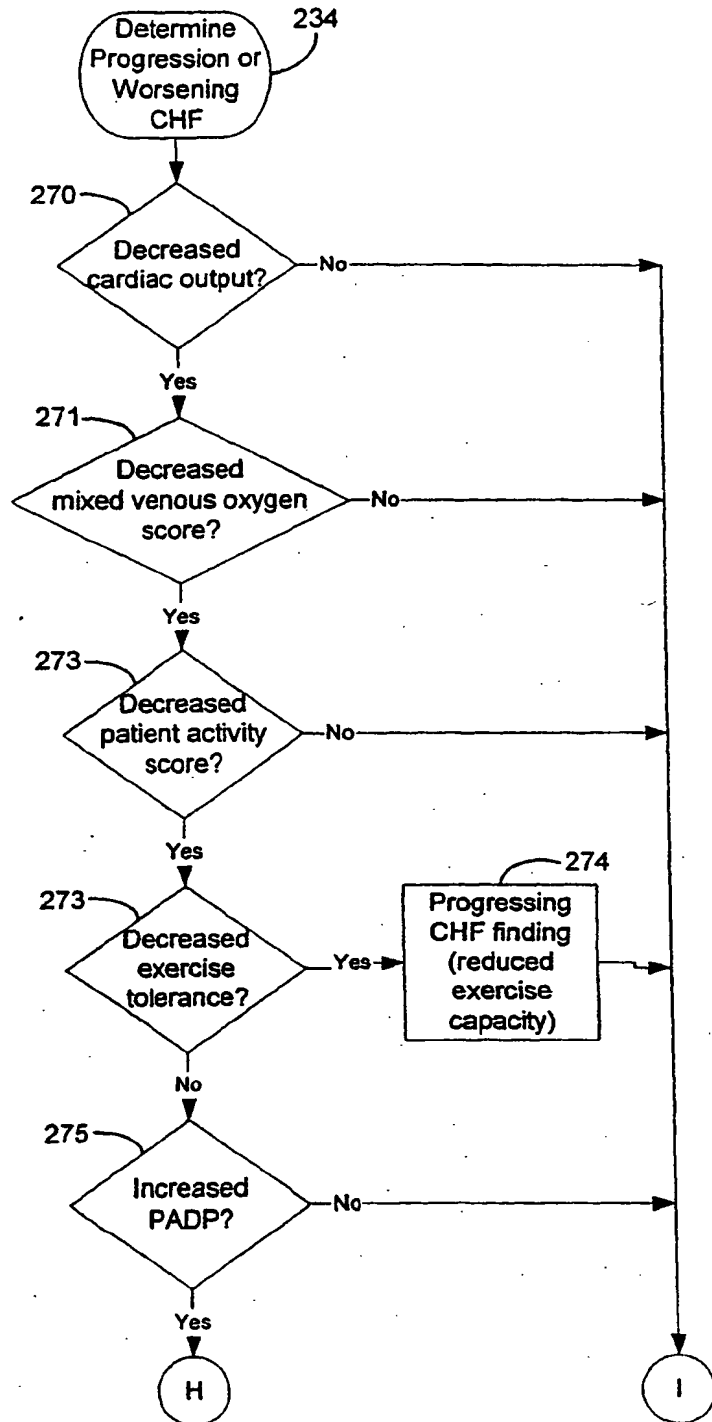 Determine
Progression or
Worsening
CHF
234
270
Decreased
cardiac output?
No
Yes
271
Decreased
mixed venous oxygen
score?
No
Yes
273
Decreased
patient activity
score?
No
Yes
273
Decreased
exercise
tolerance?
Yes
274
Progressing
CHF finding
(reduced
exercise
capacity)
No
275
Increased
PADP?
No
Yes
H
I